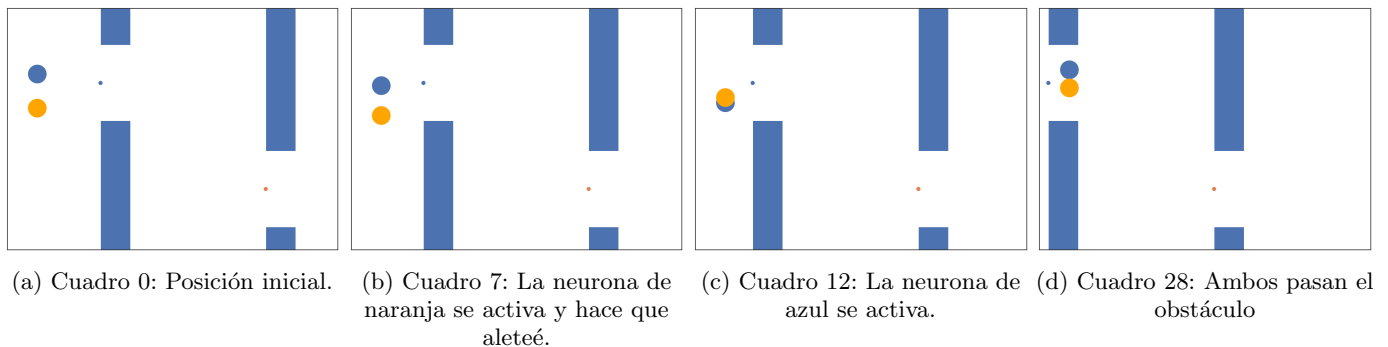 (a) Cuadro 0: Posición inicial.
(b) Cuadro 7: La neurona de
naranja se activa y hace que
aleteé.
(c) Cuadro 12: La neurona de
azul se activa.
(d) Cuadro 28: Ambos pasan el
obstáculo